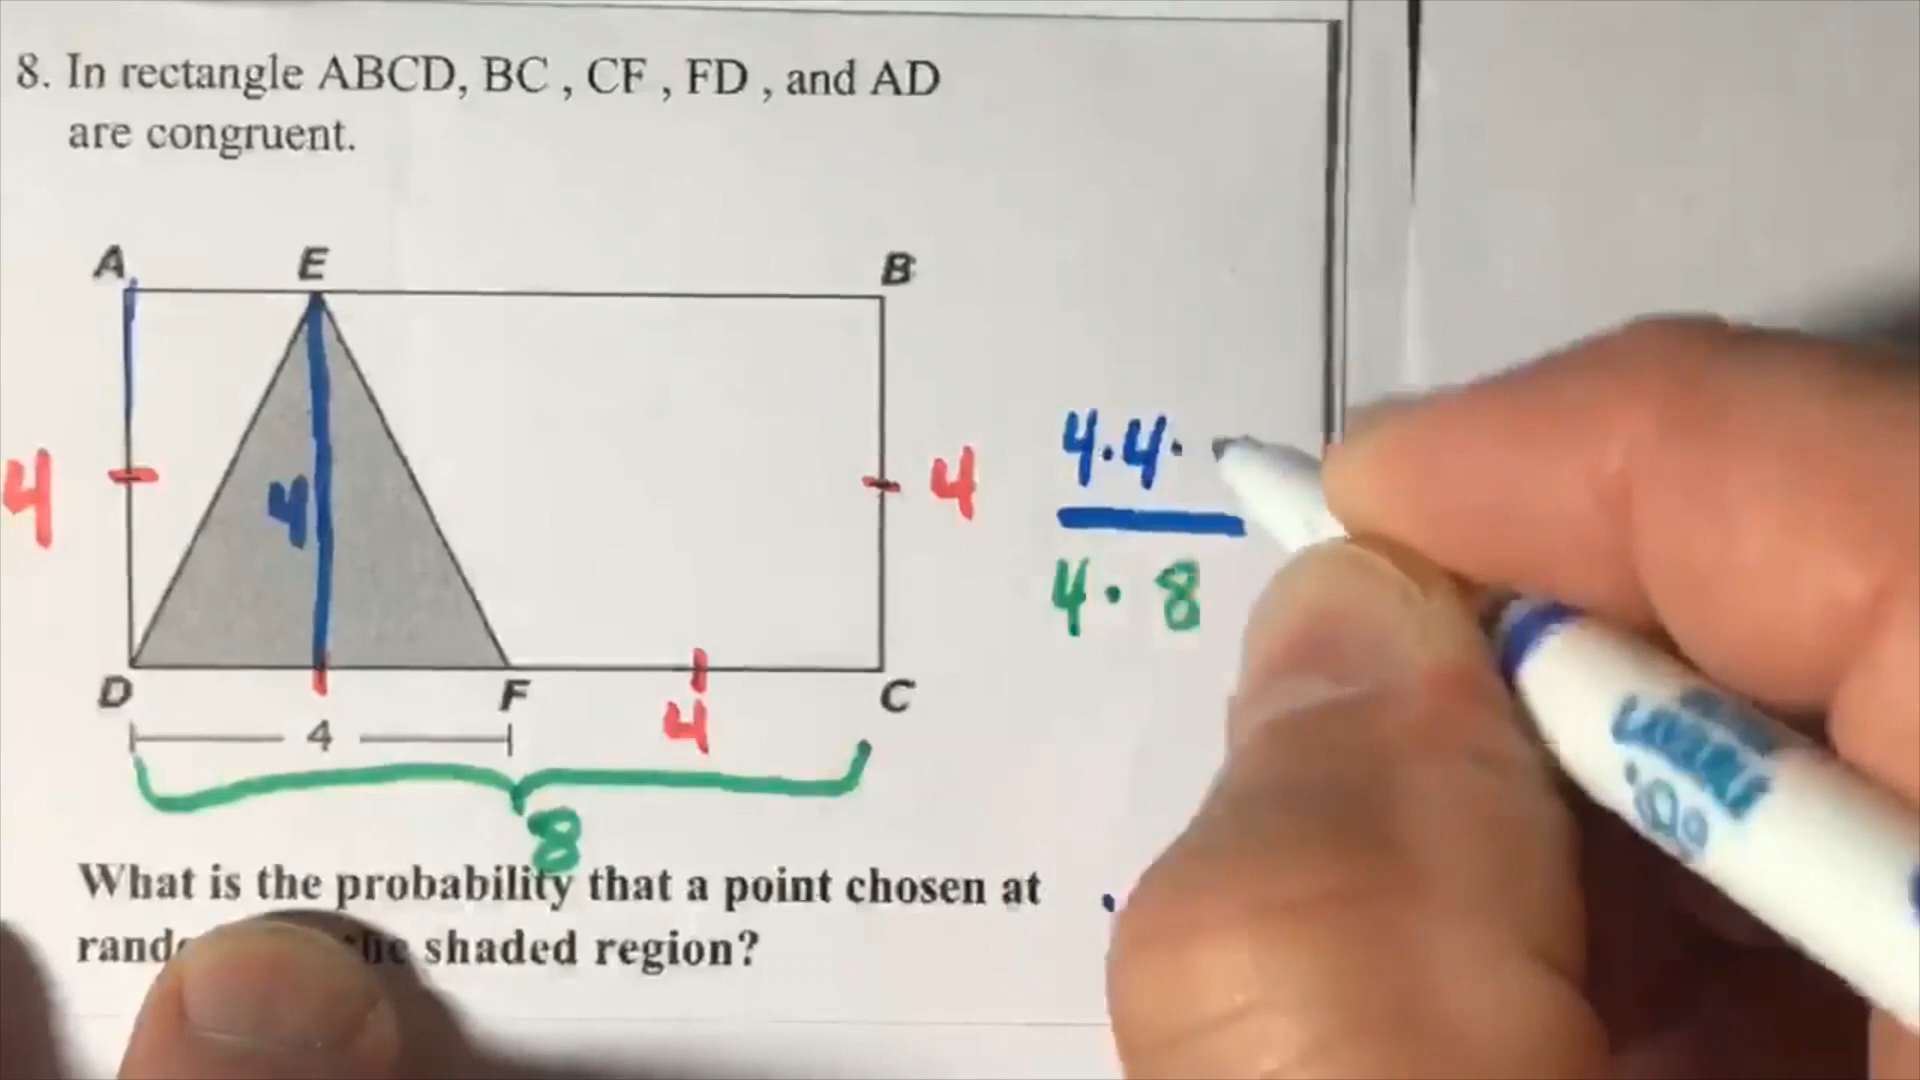 8. In rectangle ABCD, BC , CF , FD , and AD
are congruent.
A E B
4 4 4
4·4·
4·8
D F C
4 4
8
What is the probability that a point chosen at
shaded region?